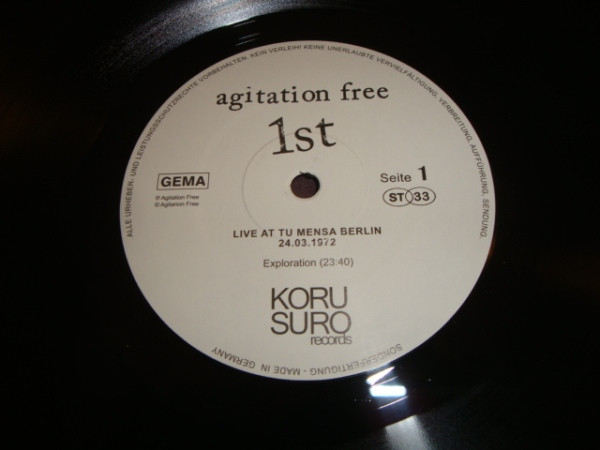 ALLE URHEBER- UND LEISTUNGSSCHUTZRECHTE VORBEHALTEN. KEIN VERLEIH! KEINE UNERLAUBTE VERVIELFÄLTIGUNG, VERBREITUNG, AUFFÜHRUNG, SENDUNG.
agitation free
1st
GEMA
℗ Agitation Free
© Agitation Free
Seite 1
ST 33
LIVE AT TU MENSA BERLIN
24.03.1972
Exploration (23:40)
KORU
SURO
records
SONDERFERTIGUNG - MADE IN GERMANY